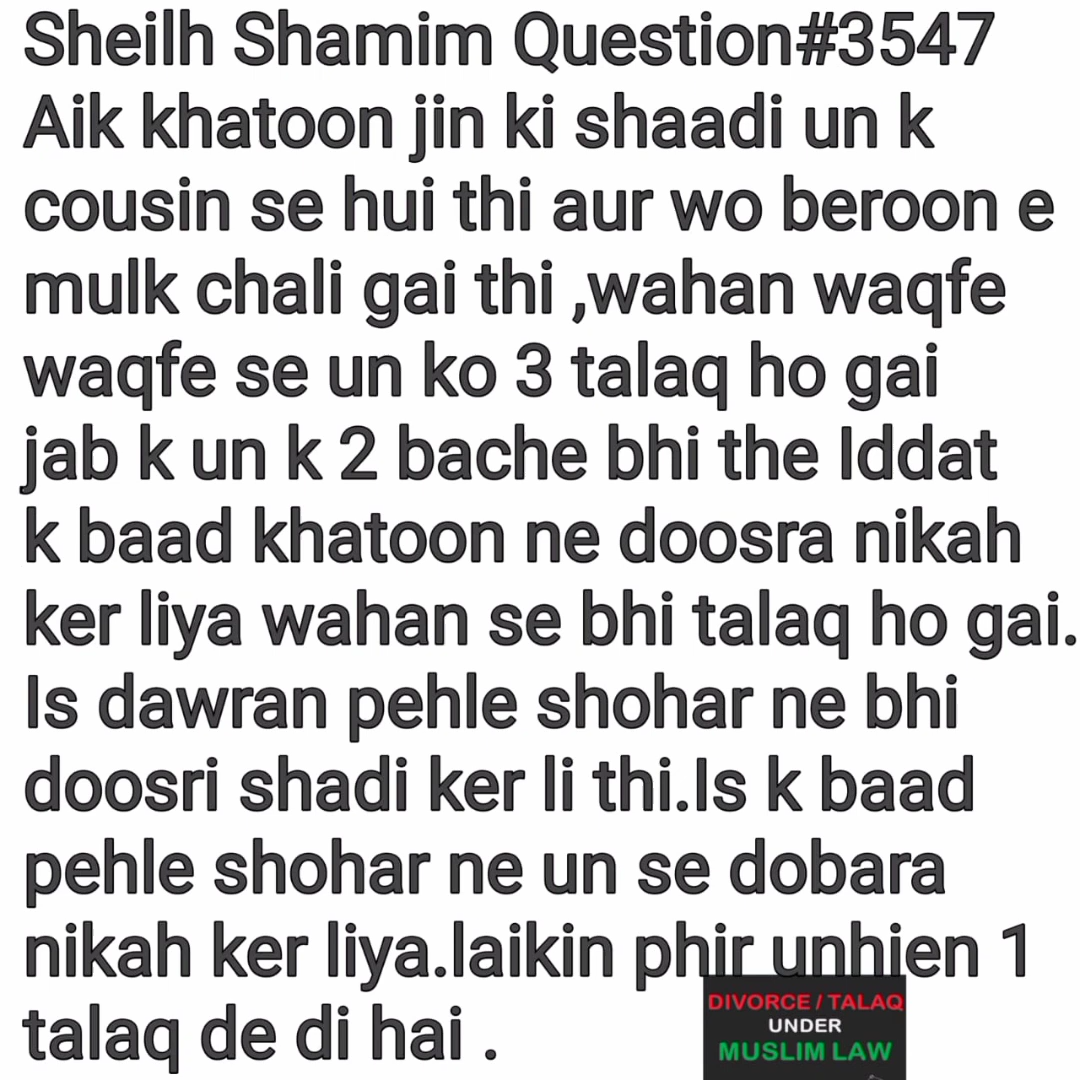 Sheilh Shamim Question#3547
Aik khatoon jin ki shaadi un k
cousin se hui thi aur wo beroon e
mulk chali gai thi ,wahan waqfe
waqfe se un ko 3 talaq ho gai
jab k un k 2 bache bhi the Iddat
k baad khatoon ne doosra nikah
ker liya wahan se bhi talaq ho gai.
Is dawran pehle shohar ne bhi
doosri shadi ker li thi.Is k baad
pehle shohar ne un se dobara
nikah ker liya.laikin phir unhien 1
talaq de di hai .
DIVORCE / TALAQ
UNDER
MUSLIM LAW